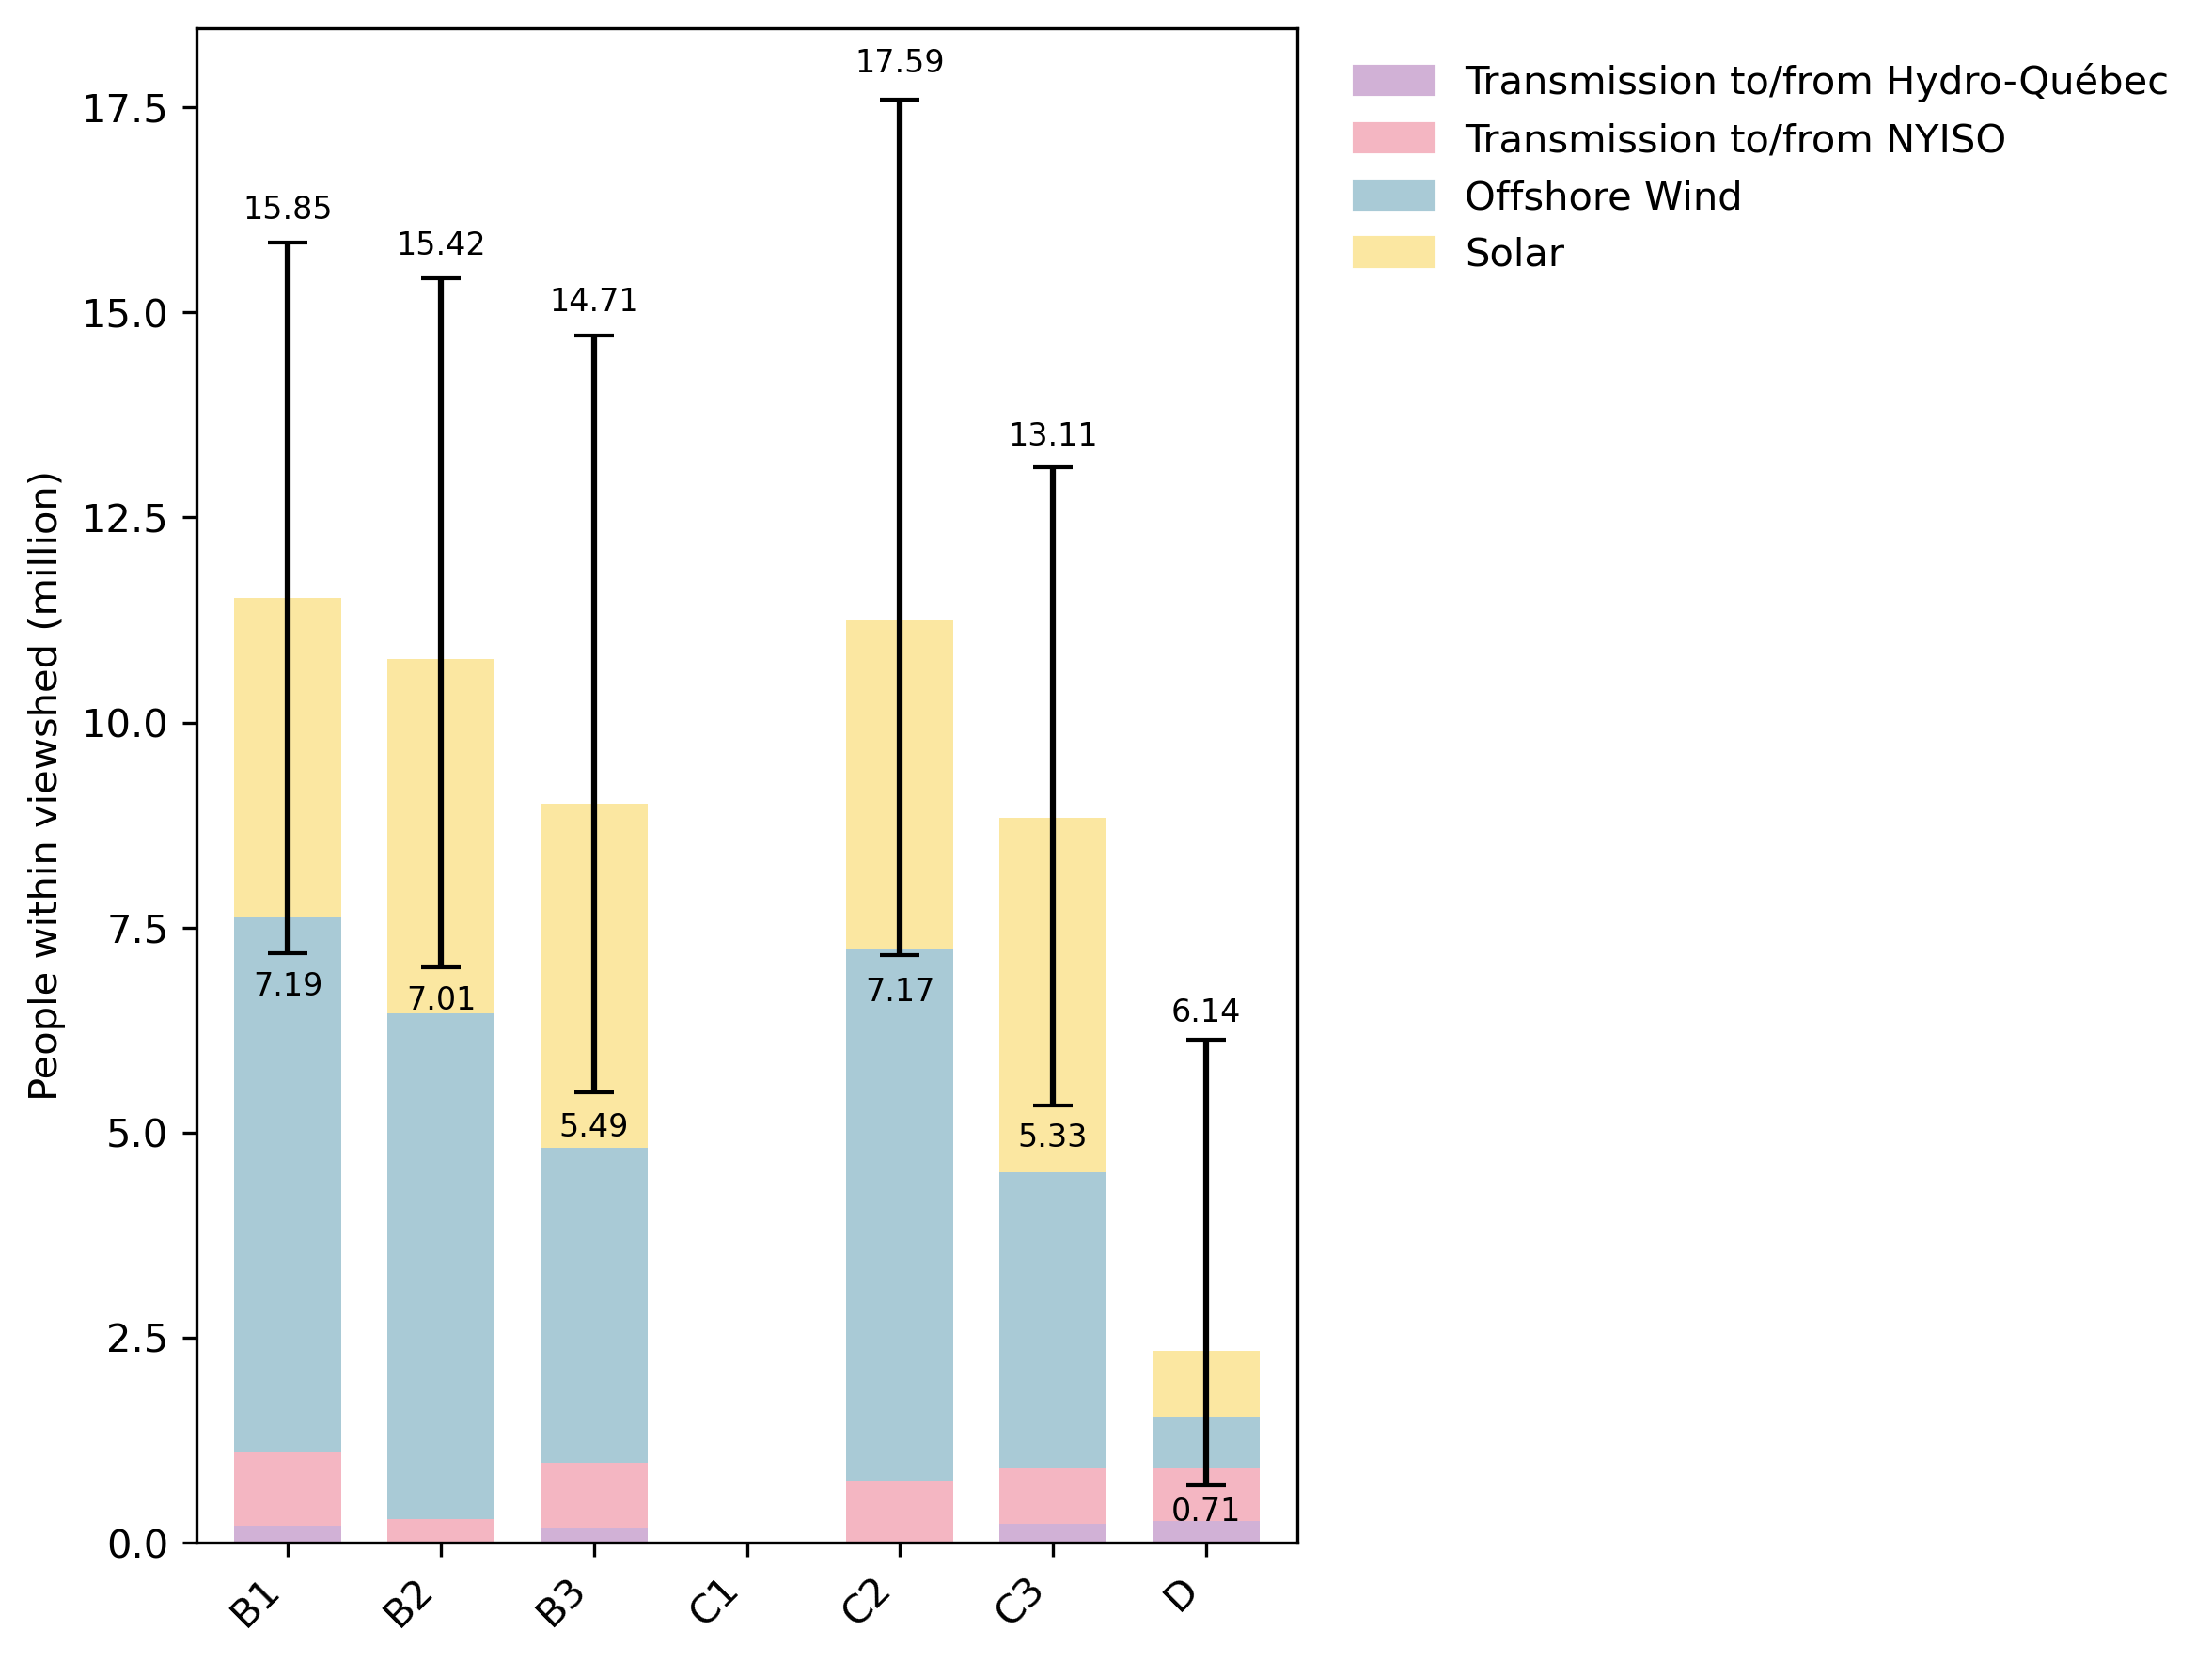 People within viewshed (million)
17.5
15.0
12.5
10.0
7.5
5.0
2.5
0.0
15.85
7.19
15.42
7.01
14.71
5.49
17.59
7.17
13.11
5.33
6.14
0.71
B1
B2
B3
C1
C2
C3
D
Transmission to/from Hydro-Québec
Transmission to/from NYISO
Offshore Wind
Solar